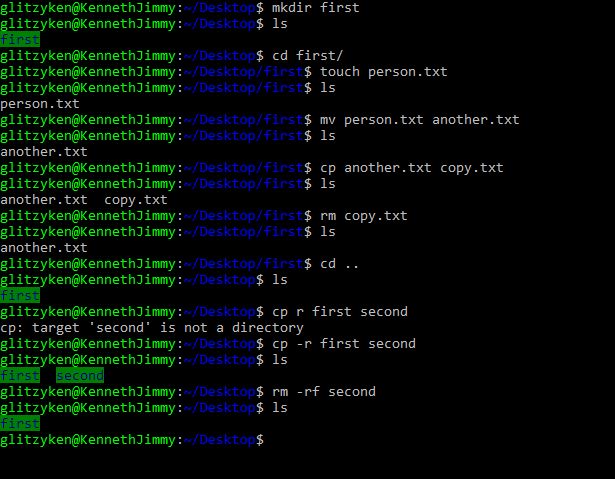 glitzyken@KennethJimmy:~/Desktop$ mkdir first
glitzyken@KennethJimmy:~/Desktop$ ls
first
glitzyken@KennethJimmy:~/Desktop$ cd first/
glitzyken@KennethJimmy:~/Desktop/first$ touch person.txt
glitzyken@KennethJimmy:~/Desktop/first$ ls
person.txt
glitzyken@KennethJimmy:~/Desktop/first$ mv person.txt another.txt
glitzyken@KennethJimmy:~/Desktop/first$ ls
another.txt
glitzyken@KennethJimmy:~/Desktop/first$ cp another.txt copy.txt
glitzyken@KennethJimmy:~/Desktop/first$ ls
another.txt  copy.txt
glitzyken@KennethJimmy:~/Desktop/first$ rm copy.txt
glitzyken@KennethJimmy:~/Desktop/first$ ls
another.txt
glitzyken@KennethJimmy:~/Desktop/first$ cd ..
glitzyken@KennethJimmy:~/Desktop$ ls
first
glitzyken@KennethJimmy:~/Desktop$ cp r first second
cp: target 'second' is not a directory
glitzyken@KennethJimmy:~/Desktop$ cp -r first second
glitzyken@KennethJimmy:~/Desktop$ ls
first  second
glitzyken@KennethJimmy:~/Desktop$ rm -rf second
glitzyken@KennethJimmy:~/Desktop$ ls
first
glitzyken@KennethJimmy:~/Desktop$